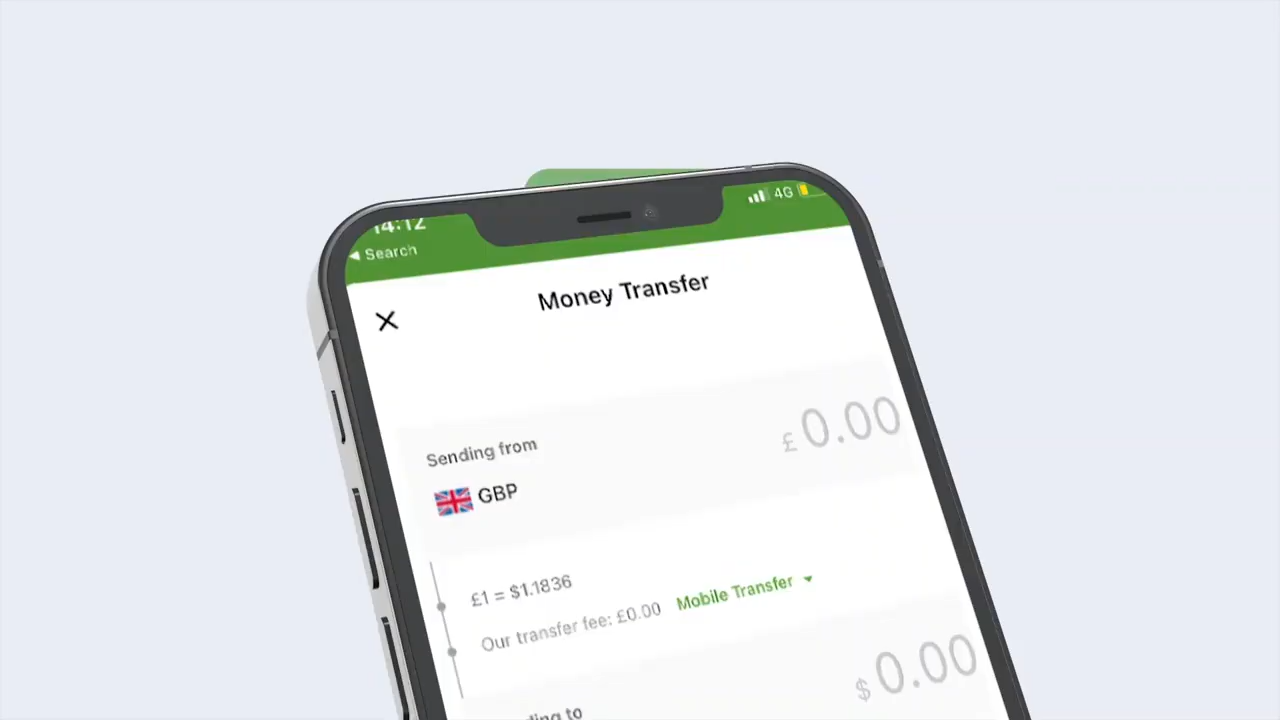 14:12
4G
◀ Search
Money Transfer
Sending from
£ 0.00
GBP
£1 = $1.1836
Our transfer fee: £0.00 Mobile Transfer
$ 0.00
to